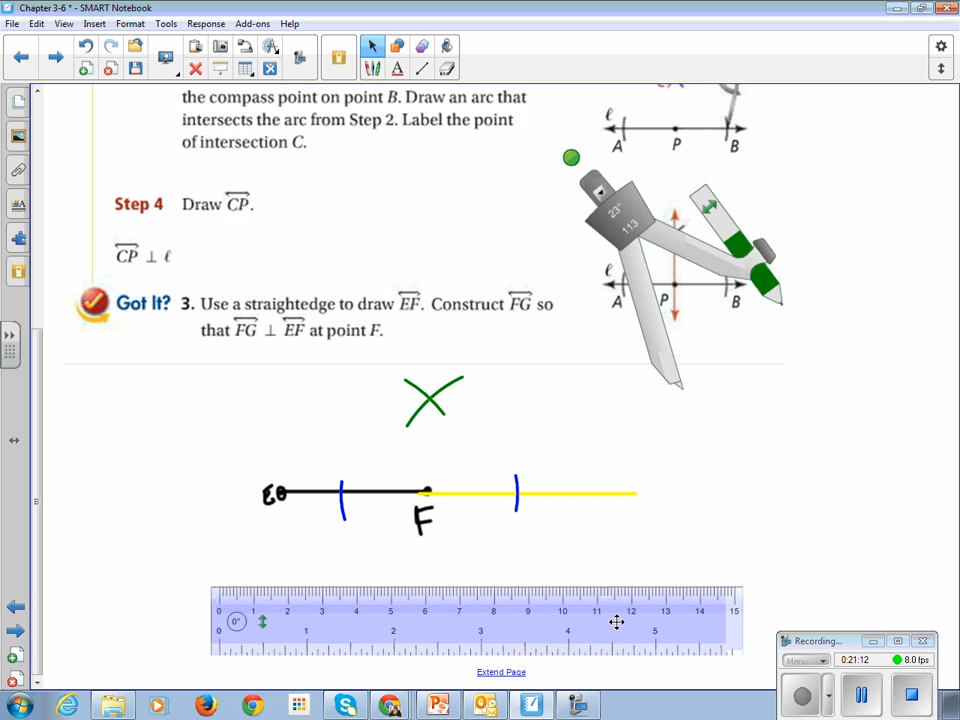 Chapter 3-6 * - SMART Notebook
File Edit View Insert Format Tools Response Add-ons Help
the compass point on point B. Draw an arc that
intersects the arc from Step 2. Label the point
of intersection C.
ℓ
A P B
Step 4 Draw CP.
CP ⊥ ℓ
23°
113
ℓ
A P B
Got It? 3. Use a straightedge to draw EF. Construct FG so
that FG ⊥ EF at point F.
E
F
0 1 2 3 4 5 6 7 8 9 10 11 12 13 14 15
0°
0 1 2 3 4 5
Extend Page
Recording...
Menu 0:21:12 8.0 fps